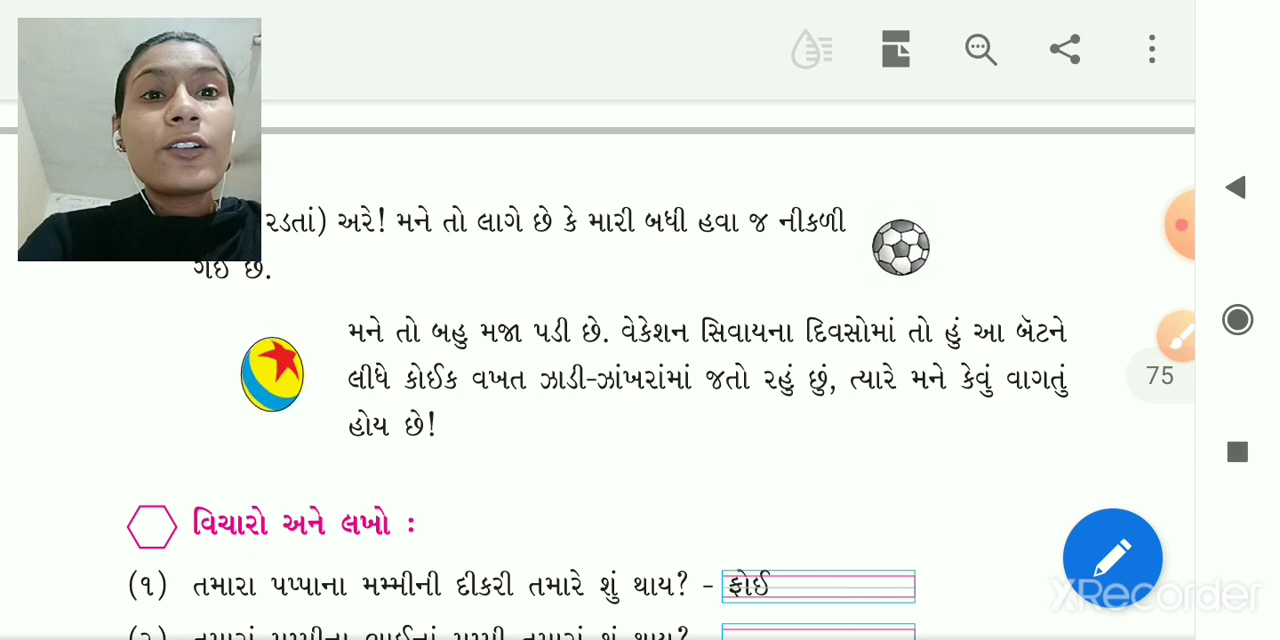 રડતાં) અરે! મને તો લાગે છે કે મારી બધી હવા જ નીકળી
ગઇ છે.
મને તો બહુ મજા પડી છે. વેકેશન સિવાયના દિવસોમાં તો હું આ બૅટને
લીધે કોઈક વખત ઝાડી-ઝાંખરાંમાં જતો રહું છું, ત્યારે મને કેવું વાગતું
હોય છે!
75
વિચારો અને લખો :
(૧) તમારા પપ્પાના મમ્મીની દીકરી તમારે શું થાય? - ફોઈ
XRecorder